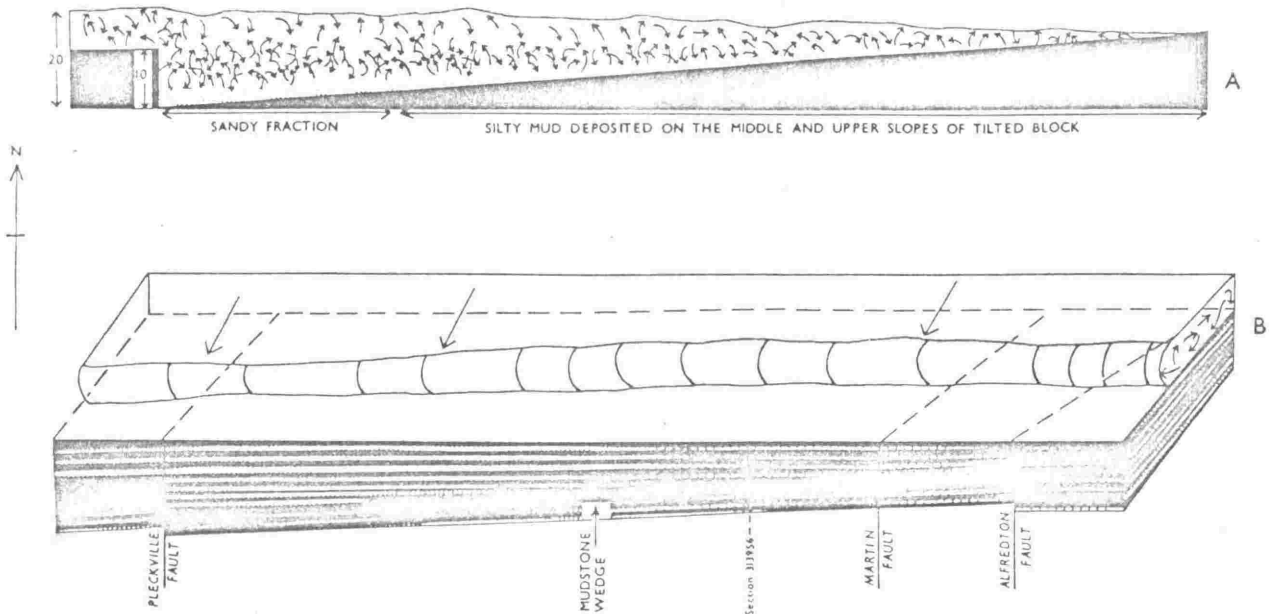 20
10
A
SANDY FRACTION
SILTY MUD DEPOSITED ON THE MIDDLE AND UPPER SLOPES OF TILTED BLOCK
N
B
PLECKVILLE
FAULT
MUDSTONE
WEDGE
MARTIN
FAULT
ALFREDTON
FAULT